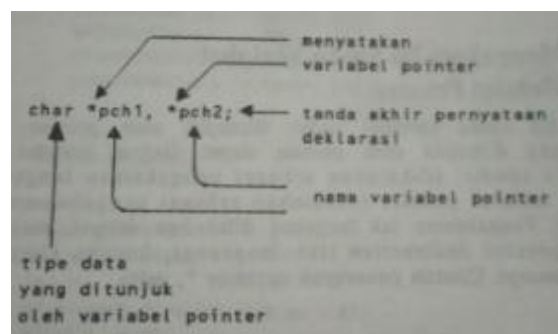 menyatakan
variabel pointer
char *pch1, *pch2;
tanda akhir pernyataan
deklarasi
nama variabel pointer
tipe data
yang ditunjuk
oleh variabel pointer